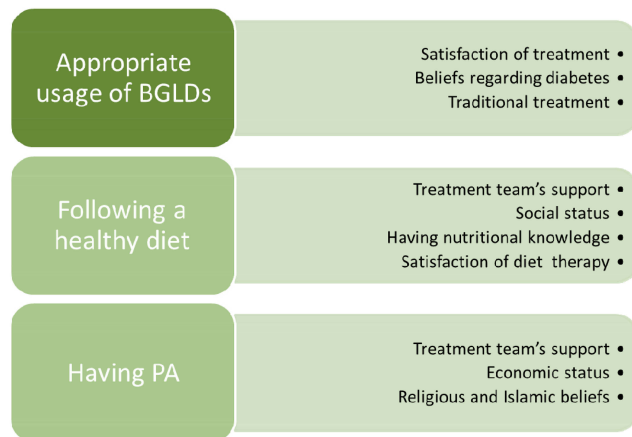 Appropriate
usage of BGLDs
Satisfaction of treatment •
Beliefs regarding diabetes •
Traditional treatment •
Following a
healthy diet
Treatment team’s support •
Social status •
Having nutritional knowledge •
Satisfaction of diet therapy •
Having PA
Treatment team’s support •
Economic status •
Religious and Islamic beliefs •